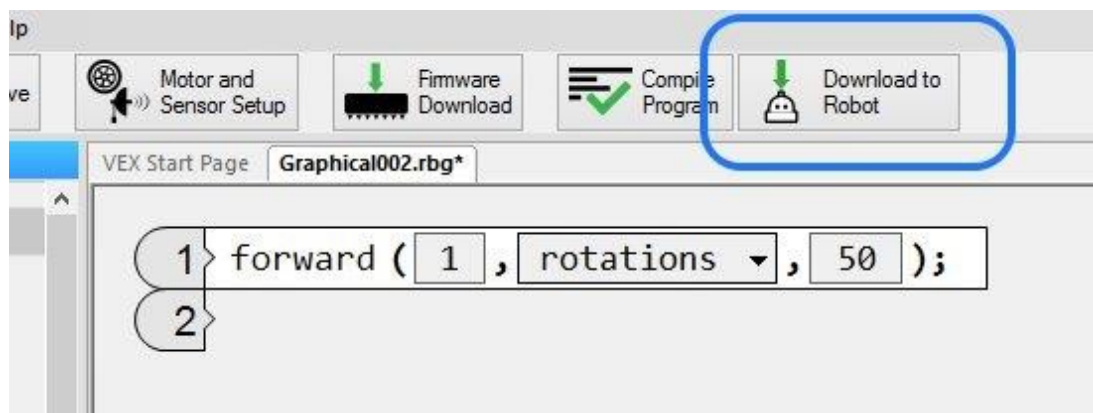 lp
ve
Motor and
Sensor Setup
Firmware
Download
Compile
Program
Download to
Robot
VEX Start Page
Graphical002.rbg*
1 forward ( 1 , rotations , 50 );
2